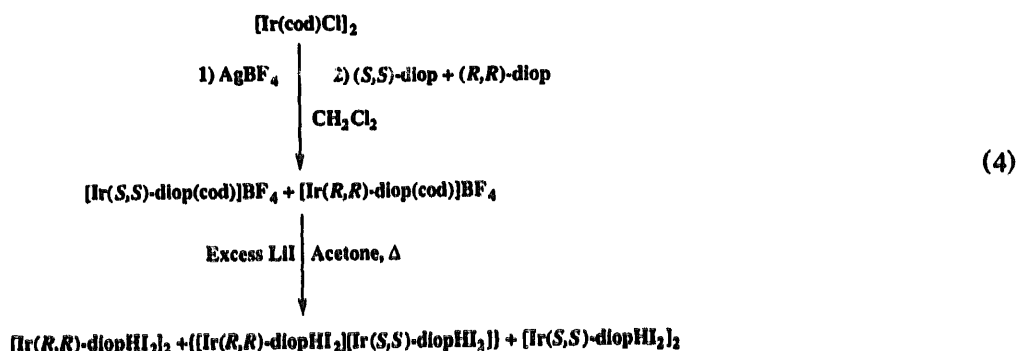 [Ir(cod)Cl]₂
1) AgBF₄ 2) (S,S)-diop + (R,R)-diop
CH₂Cl₂
(4)
[Ir(S,S)-diop(cod)]BF₄ + [Ir(R,R)-diop(cod)]BF₄
Excess LiI Acetone, Δ
[Ir(R,R)-diopHI₂]₂ +{[Ir(R,R)-diopHI₂][Ir(S,S)-diopHI₂]} + [Ir(S,S)-diopHI₂]₂